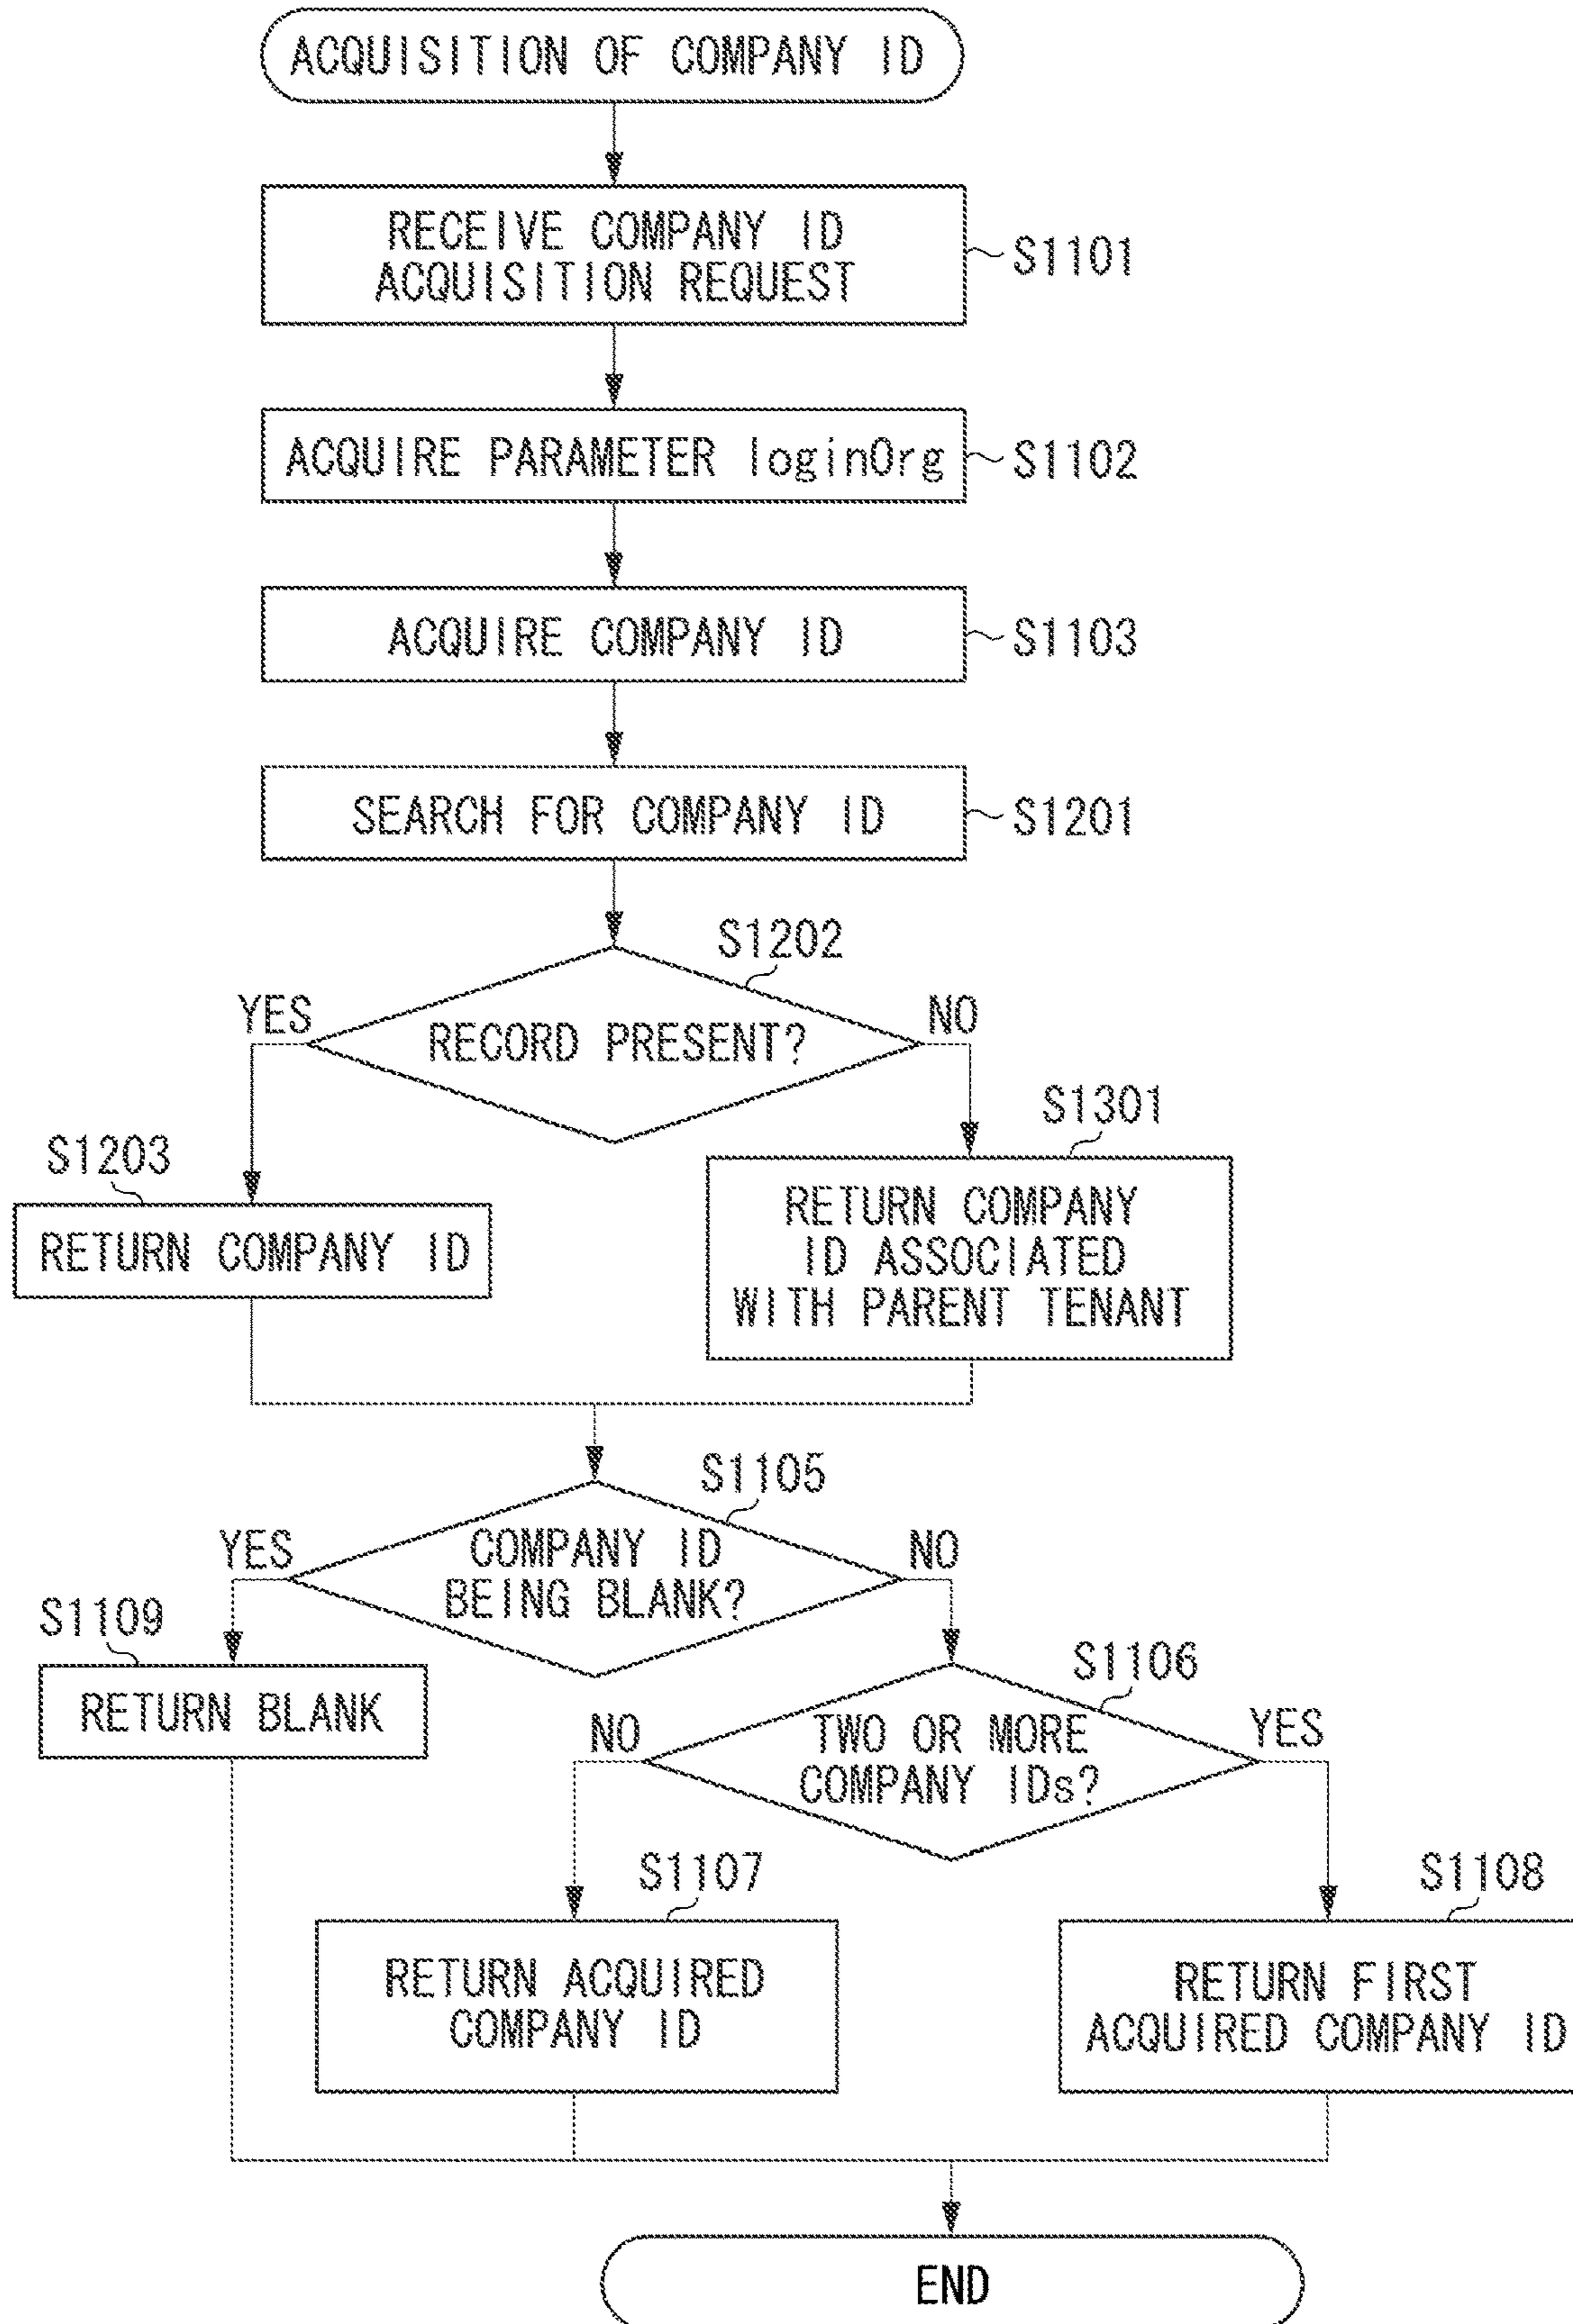 ACQUISITION OF COMPANY ID
RECEIVE COMPANY ID
ACQUISITION REQUEST
S1101
ACQUIRE PARAMETER loginOrg
S1102
ACQUIRE COMPANY ID
S1103
SEARCH FOR COMPANY ID
S1201
S1202
YES
RECORD PRESENT?
NO
S1203
RETURN COMPANY ID
S1301
RETURN COMPANY
ID ASSOCIATED
WITH PARENT TENANT
S1105
YES
COMPANY ID
BEING BLANK?
NO
S1109
RETURN BLANK
S1106
NO
TWO OR MORE
COMPANY IDs?
YES
S1107
RETURN ACQUIRED
COMPANY ID
S1108
RETURN FIRST
ACQUIRED COMPANY ID
END